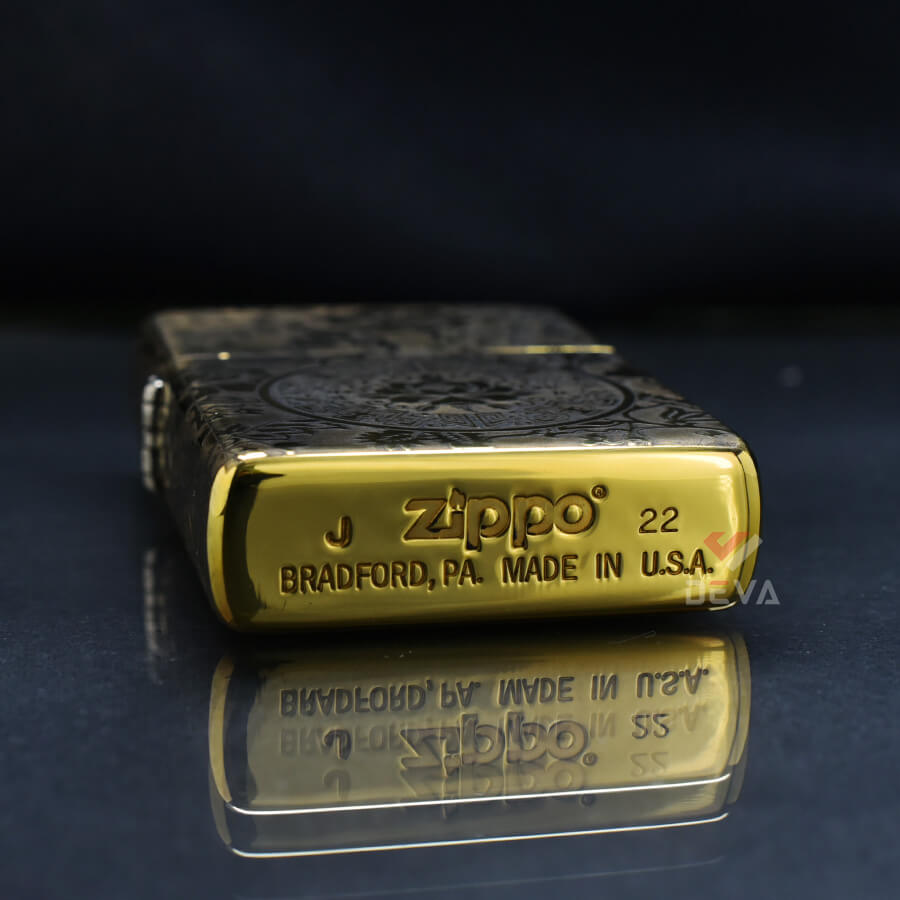 J zippo® 22
BRADFORD, PA. MADE IN U.S.A.
DEVA